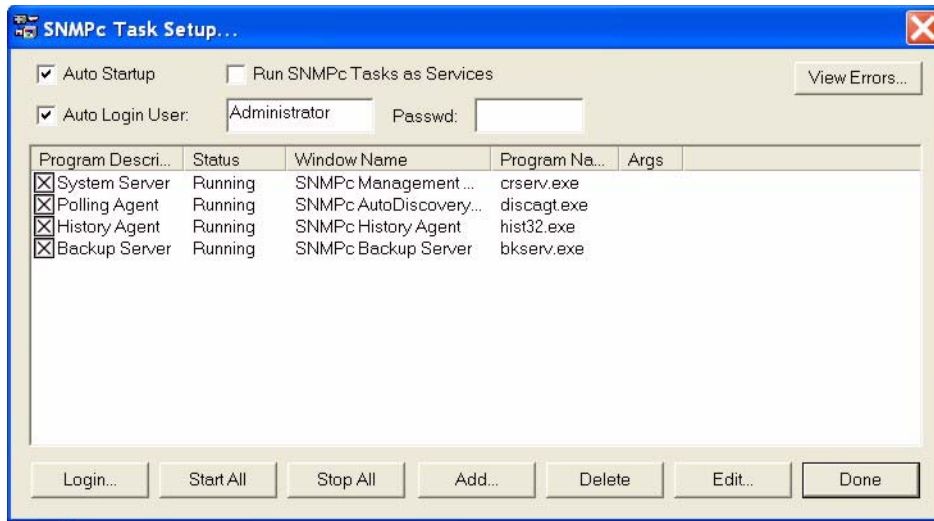 SNMPc Task Setup...
Auto Startup Run SNMPc Tasks as Services View Errors...
Auto Login User: Administrator Passwd:
Program Descri... Status Window Name Program Na... Args
System Server Running SNMPc Management ... crserv.exe
Polling Agent Running SNMPc AutoDiscovery... discagt.exe
History Agent Running SNMPc History Agent hist32.exe
Backup Server Running SNMPc Backup Server bkserv.exe
Login... Start All Stop All Add... Delete Edit... Done